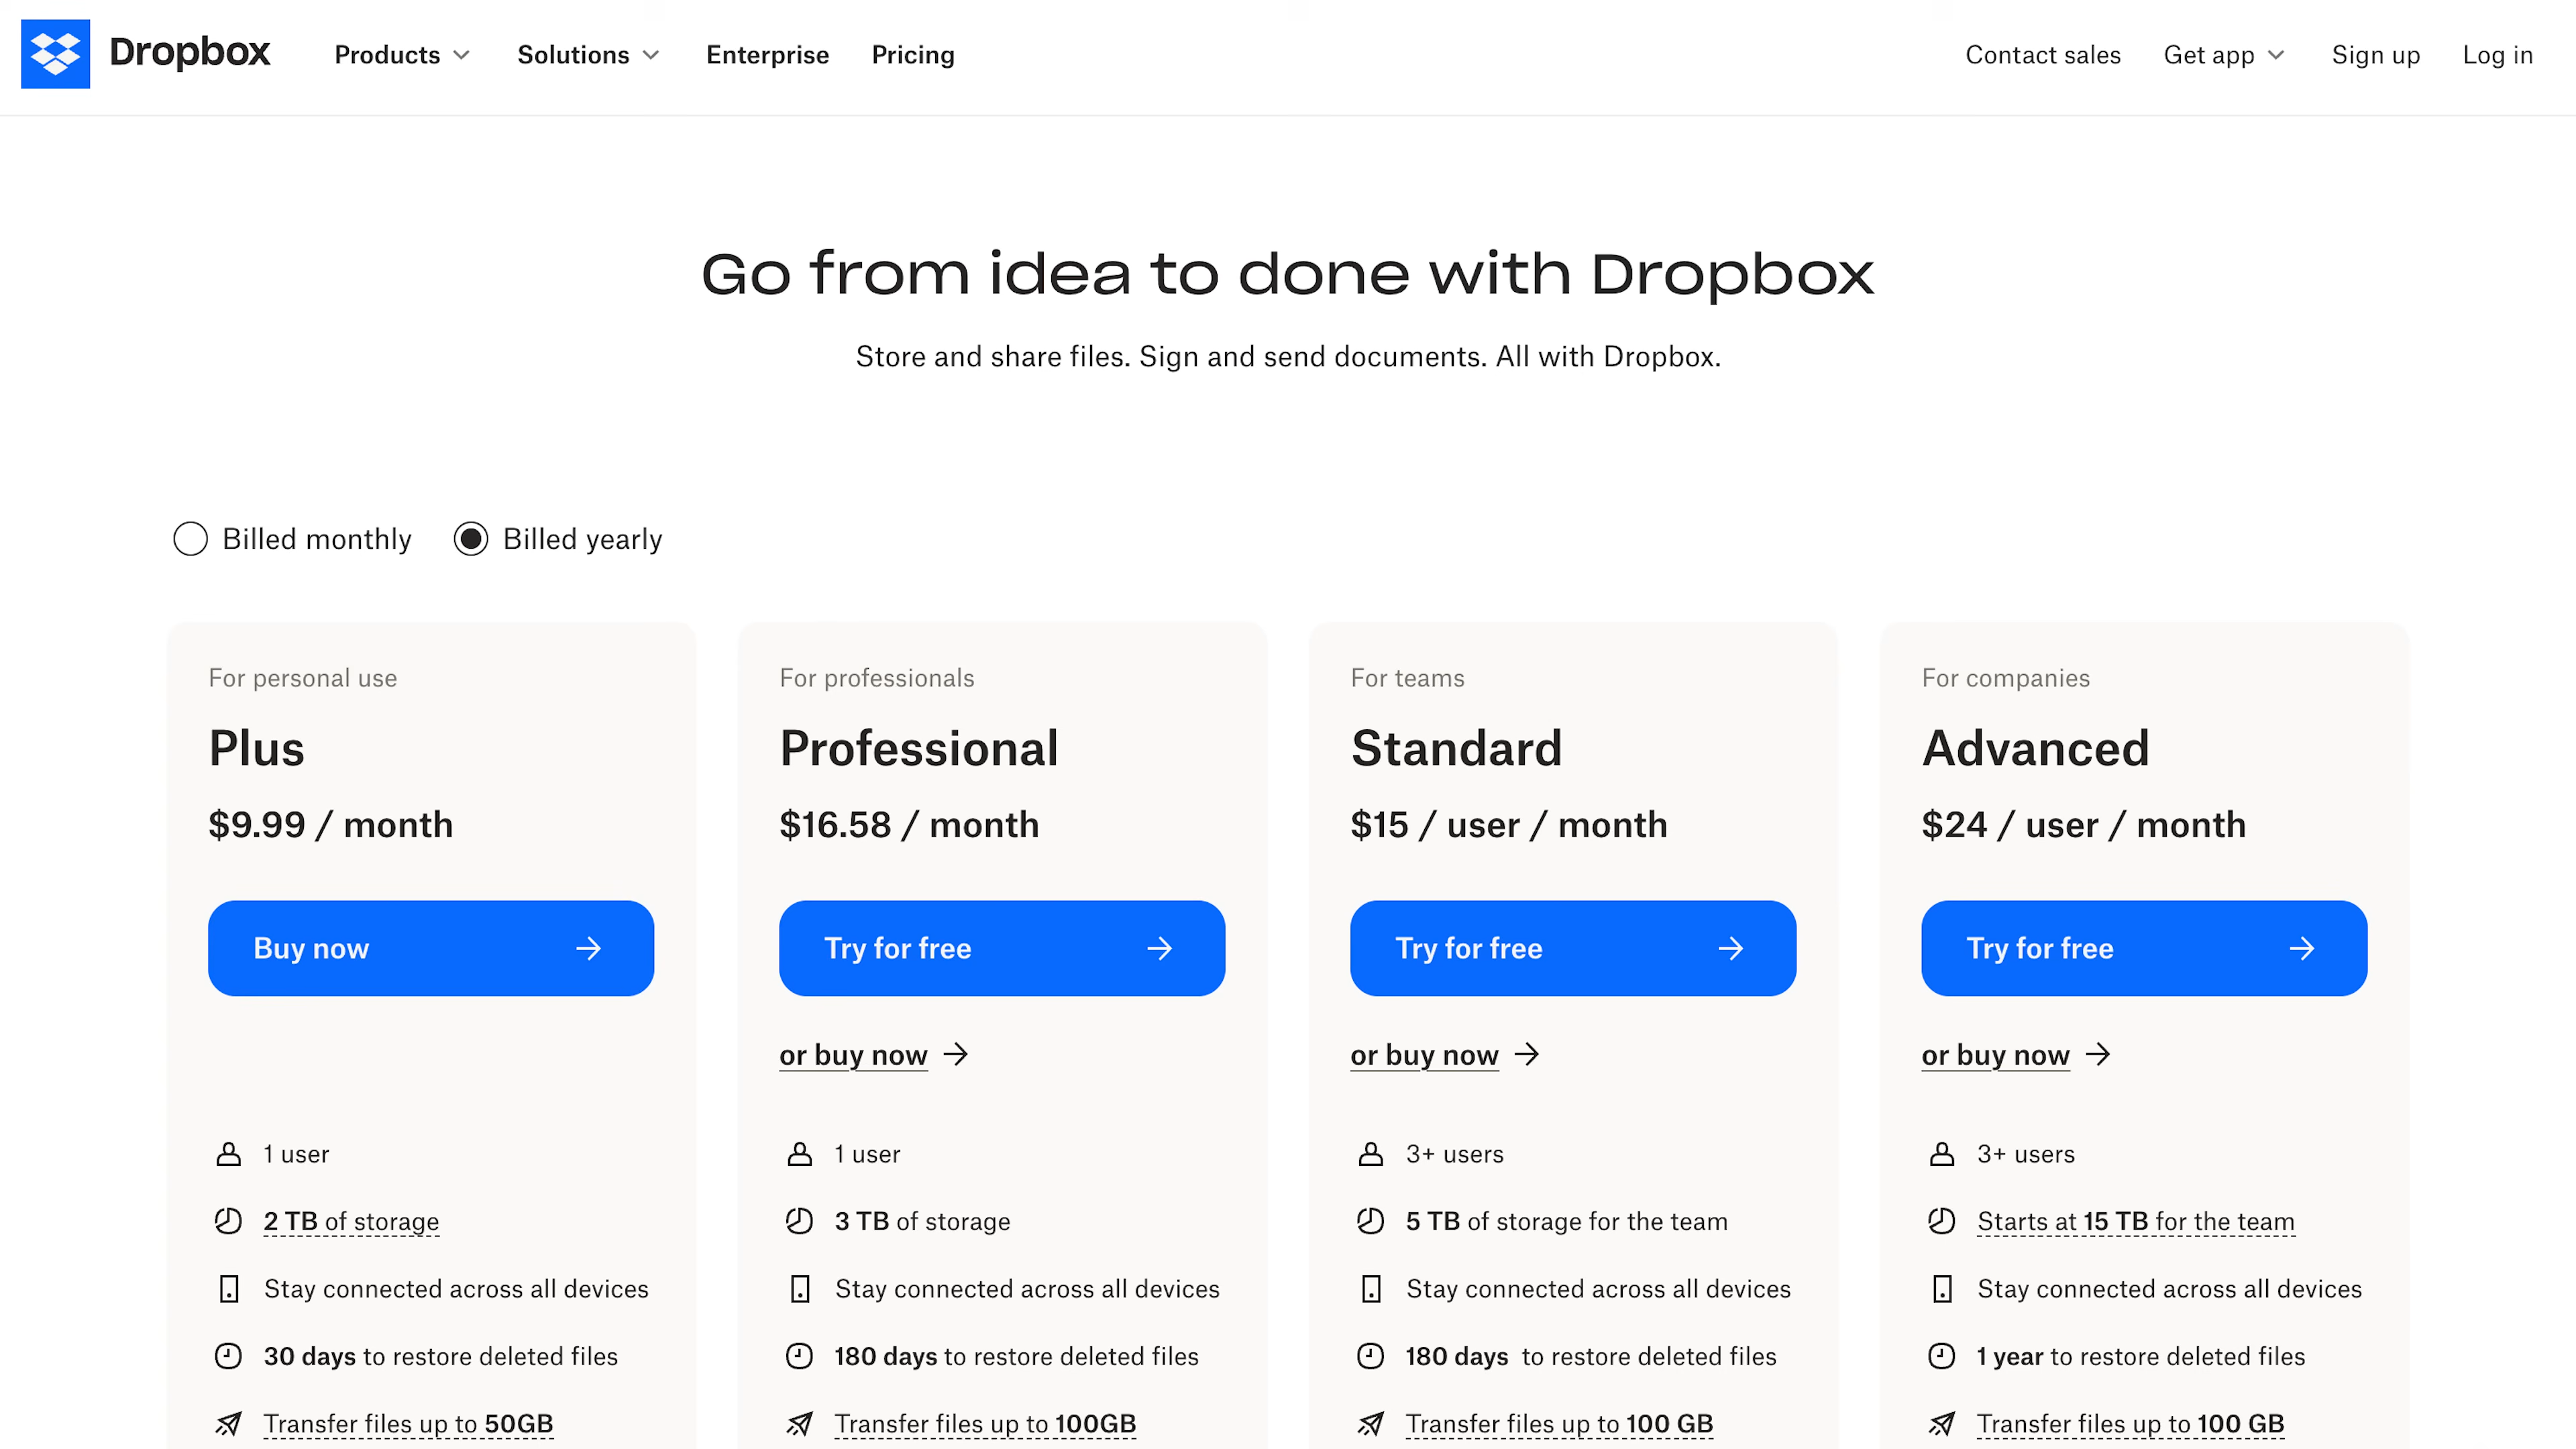 Dropbox Products Solutions Enterprise Pricing Contact sales Get app Sign up Log in
Go from idea to done with Dropbox
Store and share files. Sign and send documents. All with Dropbox.
Billed monthly Billed yearly
For personal use
Plus
$9.99 / month
Buy now
1 user
2 TB of storage
Stay connected across all devices
30 days to restore deleted files
Transfer files up to 50GB
For professionals
Professional
$16.58 / month
Try for free
or buy now
1 user
3 TB of storage
Stay connected across all devices
180 days to restore deleted files
Transfer files up to 100GB
For teams
Standard
$15 / user / month
Try for free
or buy now
3+ users
5 TB of storage for the team
Stay connected across all devices
180 days to restore deleted files
Transfer files up to 100 GB
For companies
Advanced
$24 / user / month
Try for free
or buy now
3+ users
Starts at 15 TB for the team
Stay connected across all devices
1 year to restore deleted files
Transfer files up to 100 GB